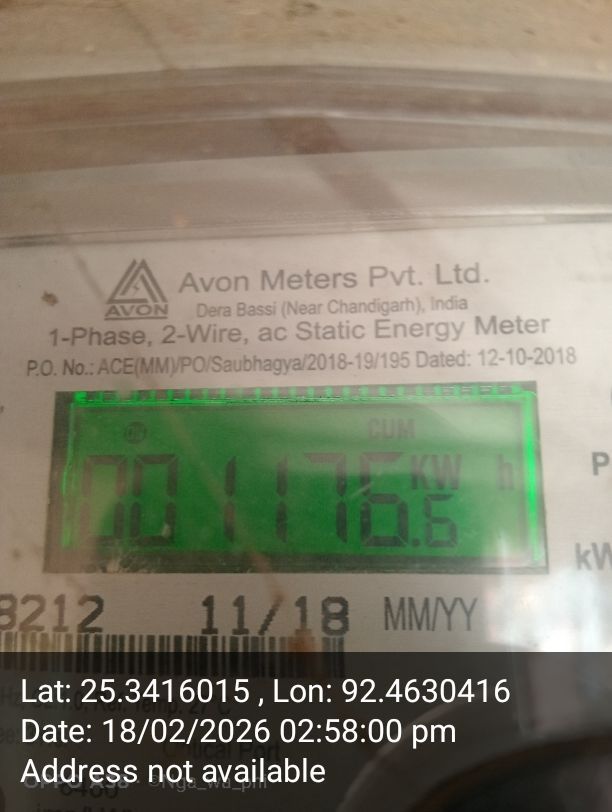 AVON
Avon Meters Pvt. Ltd.
Dera Bassi (Near Chandigarh), India
1-Phase, 2-Wire, ac Static Energy Meter
P.O. No.: ACE(MM)/PO/Saubhagya/2018-19/195 Dated: 12-10-2018
CUM
001176.6 KW h
P
kW
8212 11/18 MM/YY
Lat: 25.3416015 , Lon: 92.4630416
Date: 18/02/2026 02:58:00 pm
Address not available